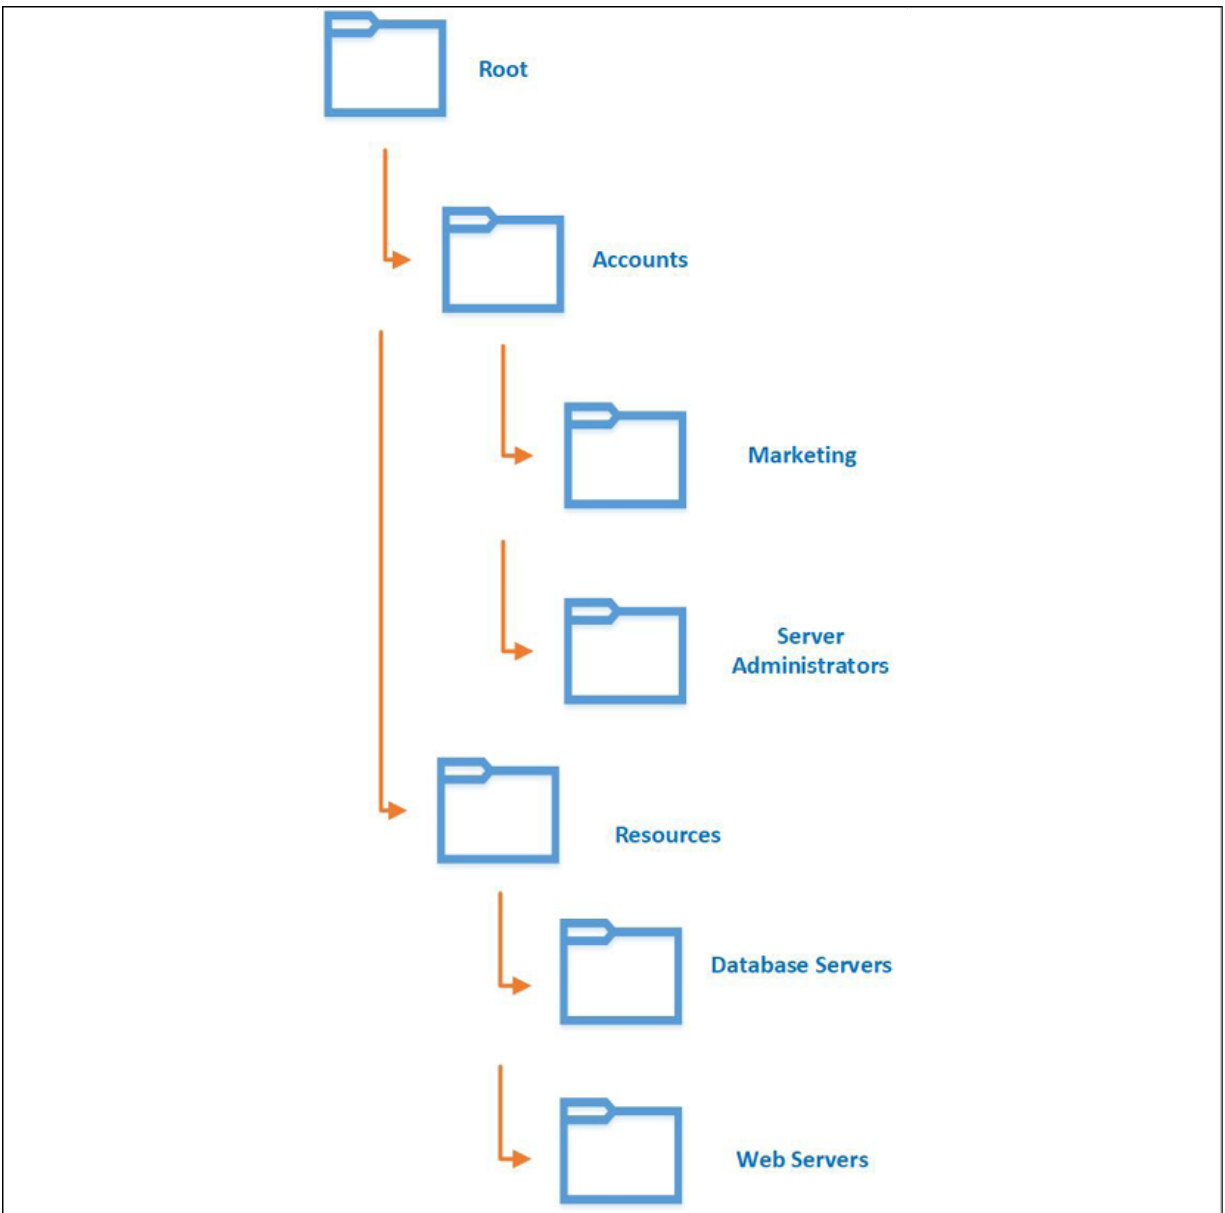 Root
Accounts
Marketing
Server
Administrators
Resources
Database Servers
Web Servers